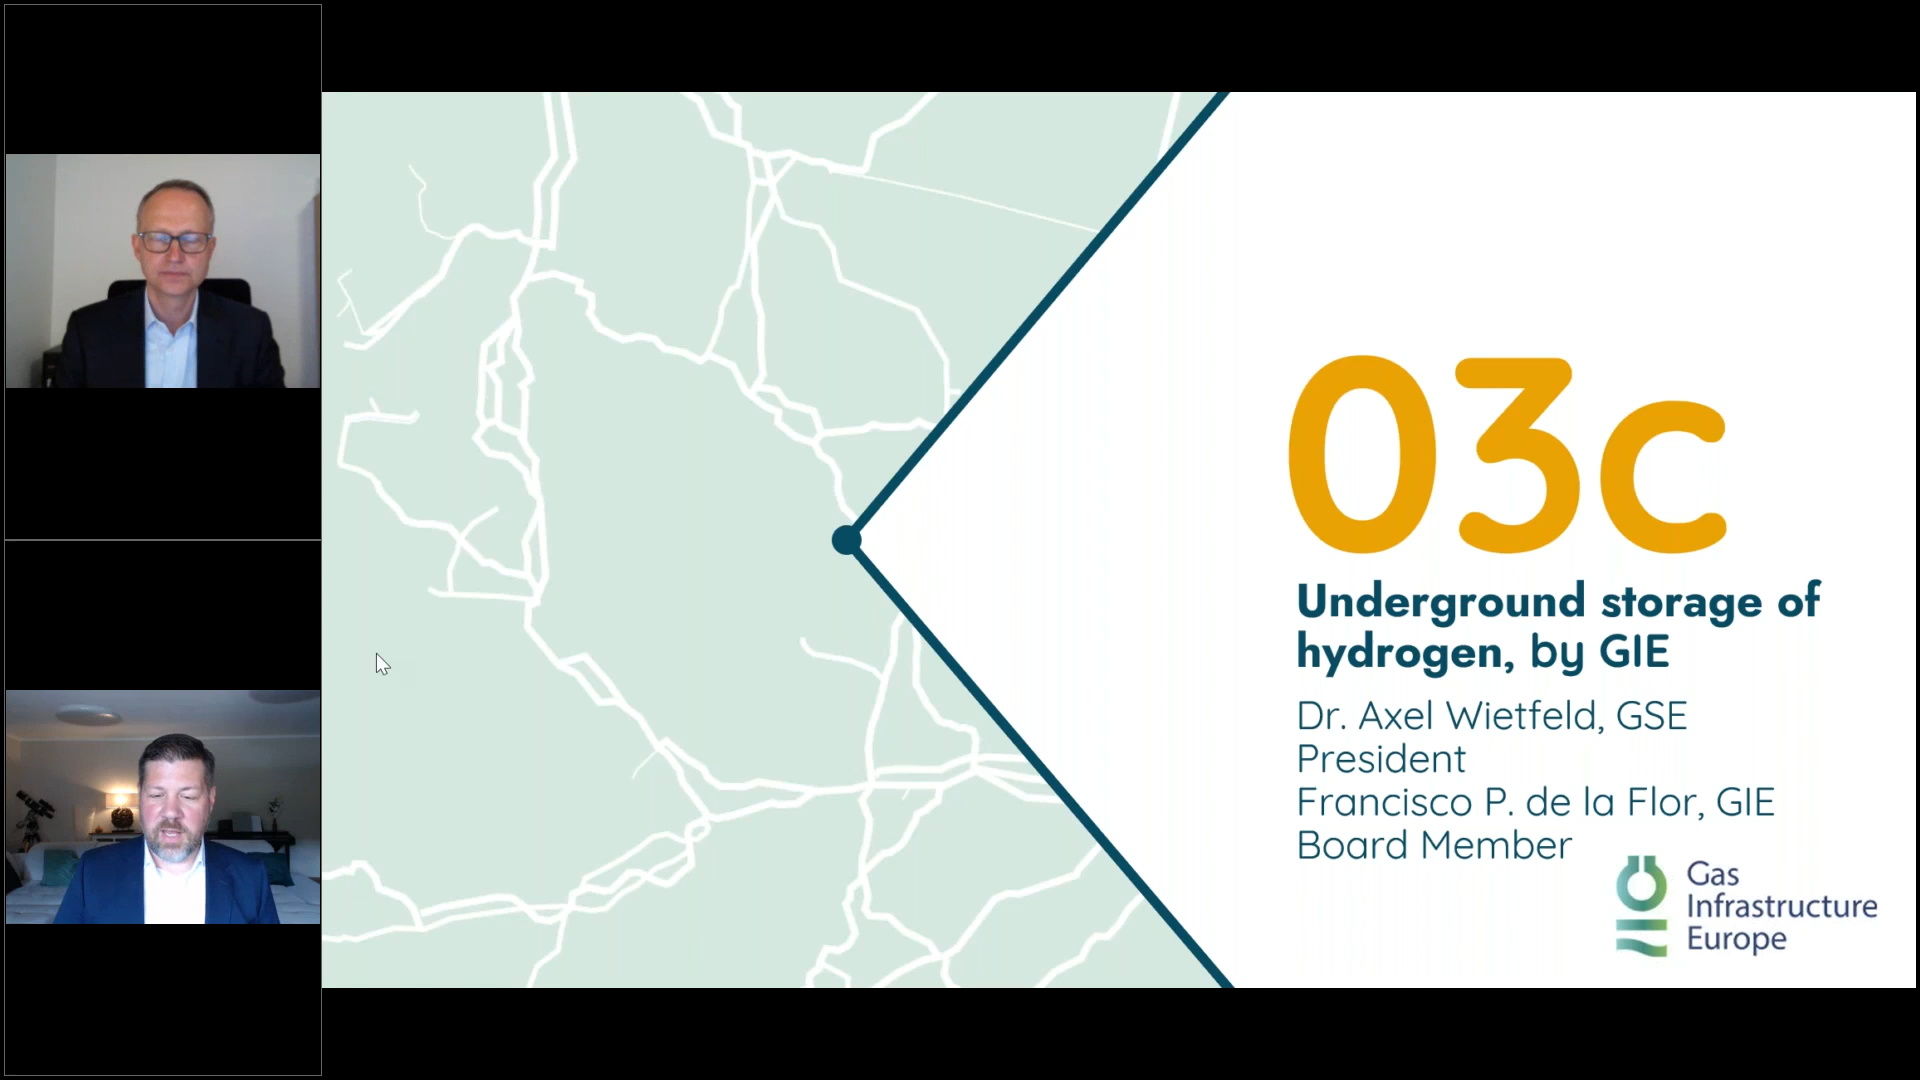 03c
Underground storage of
hydrogen, by GIE
Dr. Axel Wietfeld, GSE
President
Francisco P. de la Flor, GIE
Board Member
Gas
Infrastructure
Europe